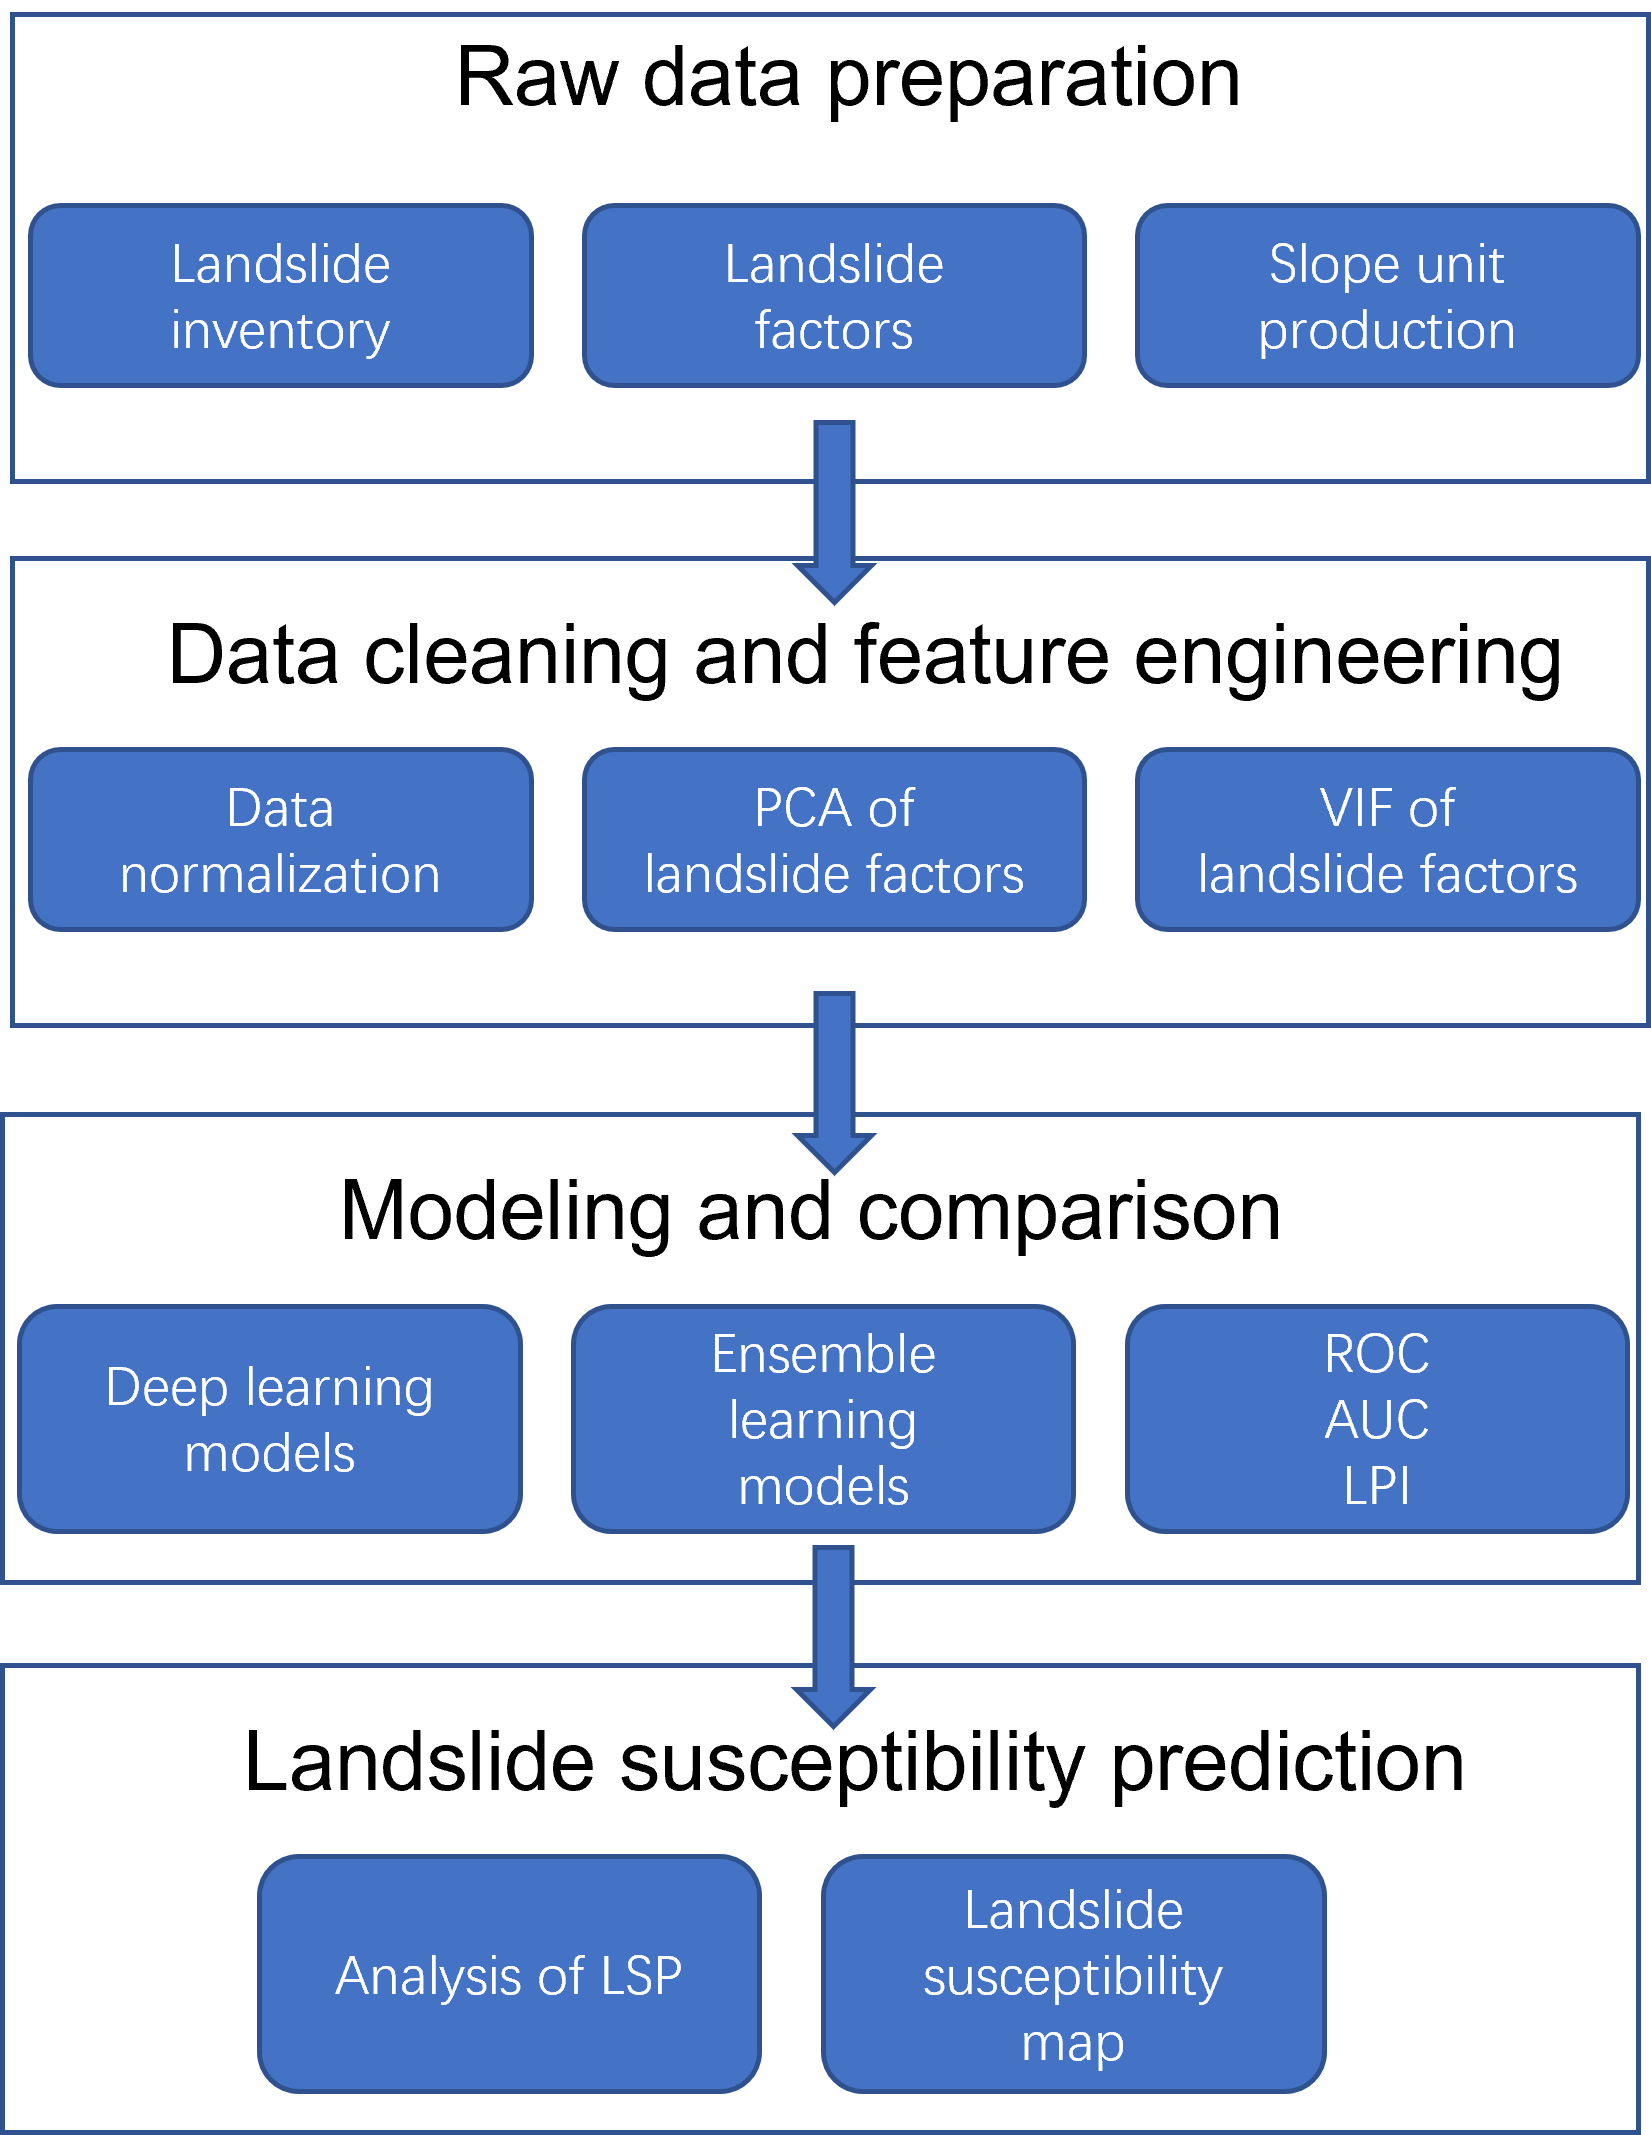 Raw data preparation
Landslide
inventory
Landslide
factors
Slope unit
production
Data cleaning and feature engineering
Data
normalization
PCA of
landslide factors
VIF of
landslide factors
Modeling and comparison
Deep learning
models
Ensemble
learning
models
ROC
AUC
LPI
Landslide susceptibility prediction
Analysis of LSP
Landslide
susceptibility
map